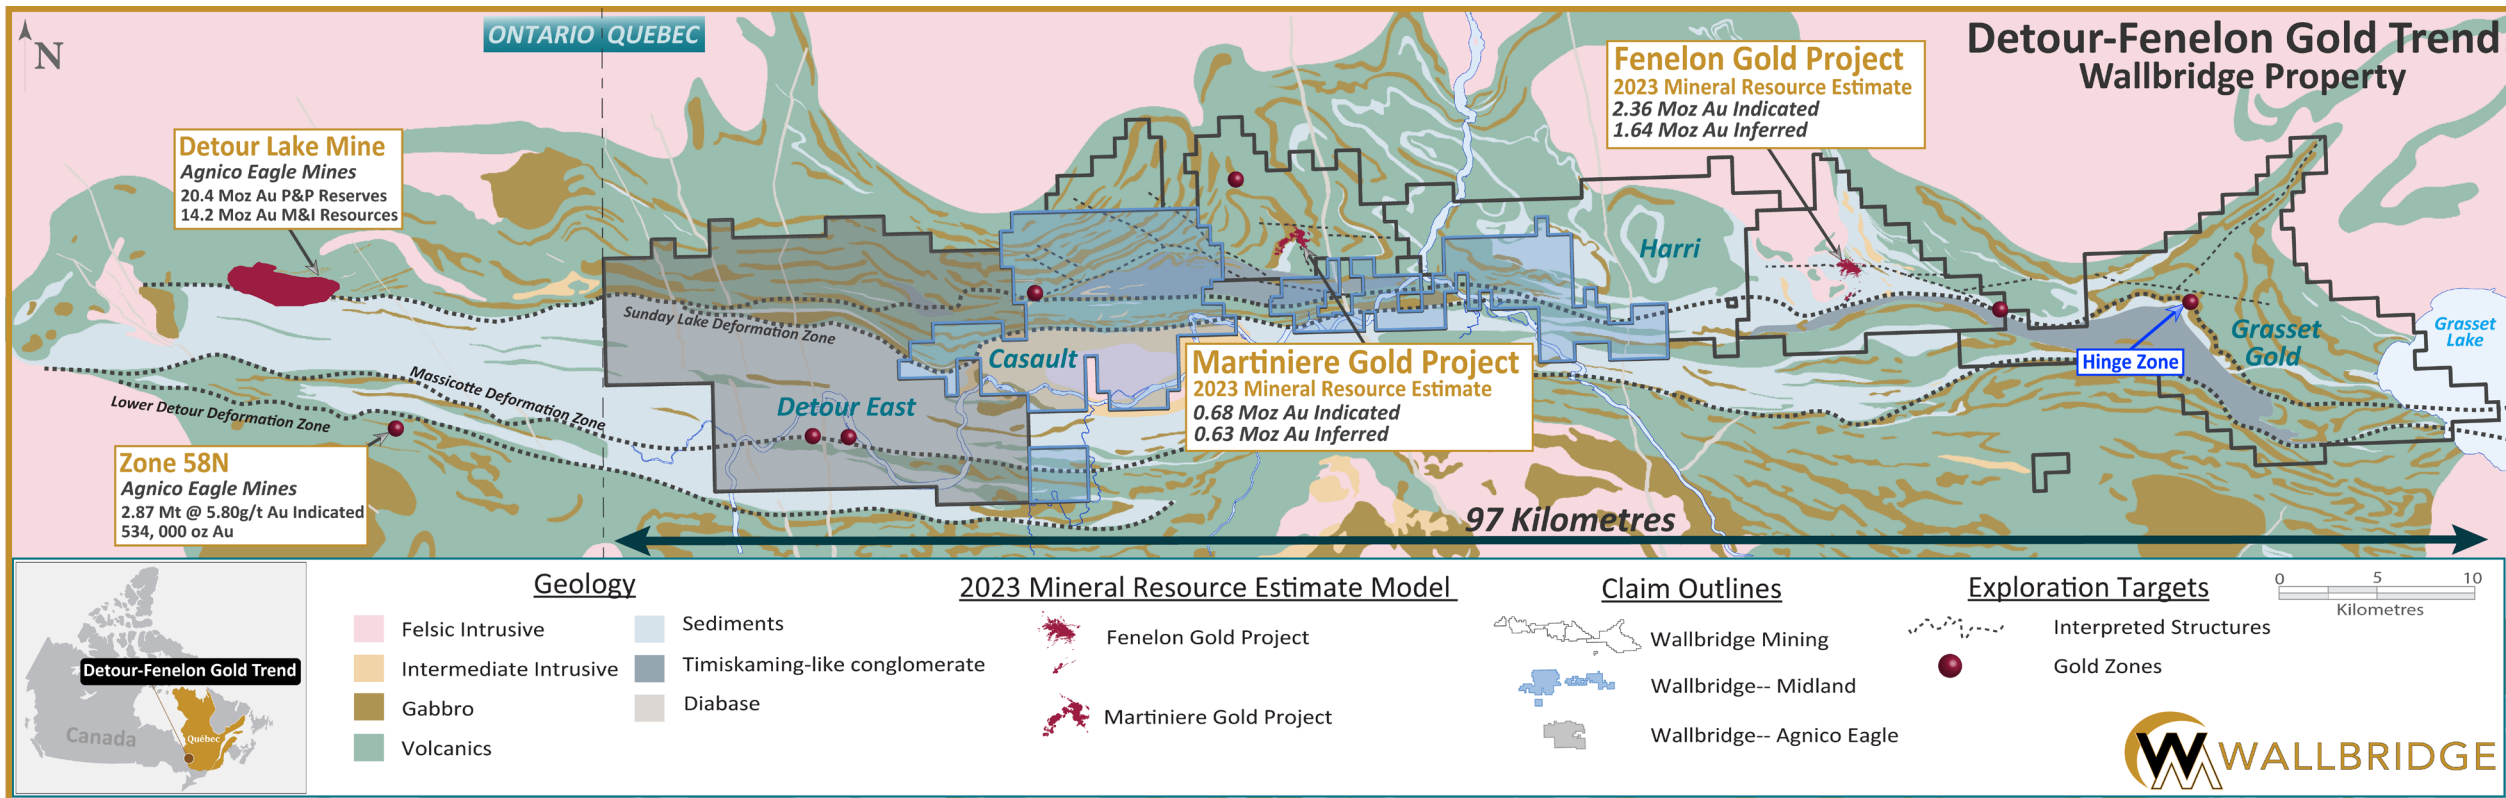 N
ONTARIO QUEBEC
Detour-Fenelon Gold Trend
Wallbridge Property
Fenelon Gold Project
2023 Mineral Resource Estimate
2.36 Moz Au Indicated
1.64 Moz Au Inferred
Detour Lake Mine
Agnico Eagle Mines
20.4 Moz Au P&P Reserves
14.2 Moz Au M&I Resources
Harri
Sunday Lake Deformation Zone
Casault
Martiniere Gold Project
2023 Mineral Resource Estimate
0.68 Moz Au Indicated
0.63 Moz Au Inferred
Hinge Zone
Grasset
Gold
Grasset
Lake
Massicotte Deformation Zone
Lower Detour Deformation Zone
Detour East
Zone 58N
Agnico Eagle Mines
2.87 Mt @ 5.80g/t Au Indicated
534, 000 oz Au
97 Kilometres
Detour-Fenelon Gold Trend
Canada
Québec
Geology
Felsic Intrusive
Intermediate Intrusive
Gabbro
Volcanics
Sediments
Timiskaming-like conglomerate
Diabase
2023 Mineral Resource Estimate Model
Fenelon Gold Project
Martiniere Gold Project
Claim Outlines
Wallbridge Mining
Wallbridge-- Midland
Wallbridge-- Agnico Eagle
Exploration Targets
Interpreted Structures
Gold Zones
0 5 10
Kilometres
WALLBRIDGE